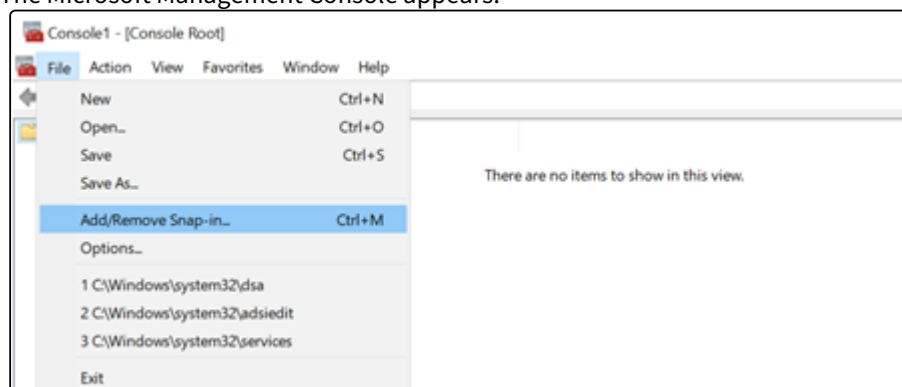 The Microsoft Management Console appears.
Console1 - [Console Root]
File Action View Favorites Window Help
New Ctrl+N
Open... Ctrl+O
Save Ctrl+S
Save As...
There are no items to show in this view.
Add/Remove Snap-in... Ctrl+M
Options...
1 C:\Windows\system32\dsa
2 C:\Windows\system32\adsiedit
3 C:\Windows\system32\services
Exit